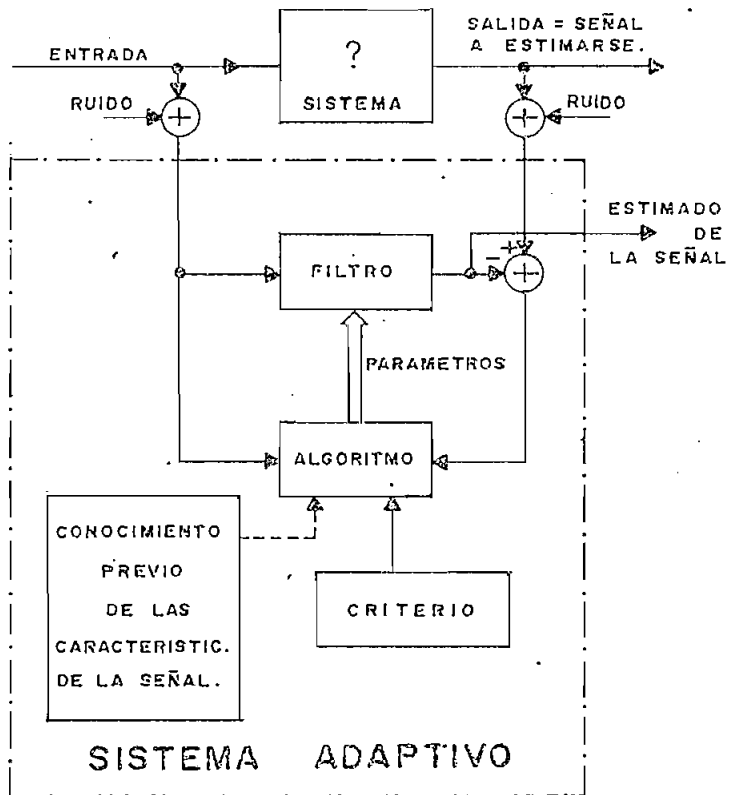 SALIDA = SEÑAL
A ESTIMARSE.
ENTRADA
?
SISTEMA
RUIDO
RUIDO
ESTIMADO
DE
LA SEÑAL
FILTRO
PARAMETROS
ALGORITMO
CONOCIMIENTO
PREVIO
DE LAS
CARACTERISTIC.
DE LA SEÑAL.
CRITERIO
SISTEMA ADAPTIVO